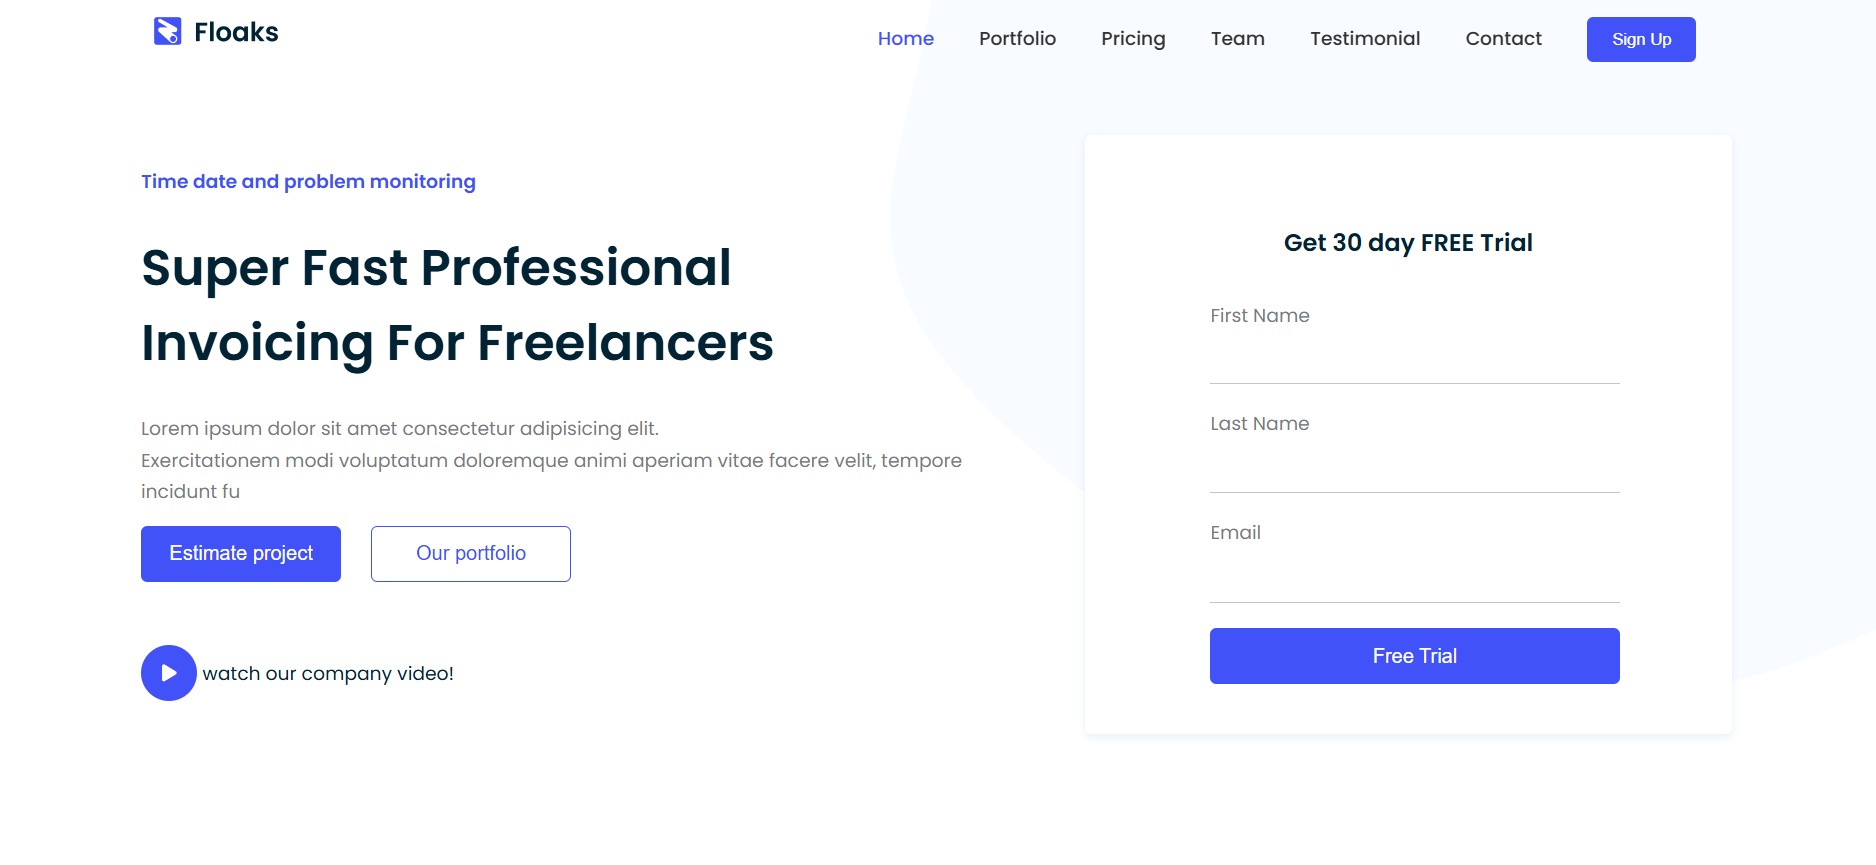 Floaks
Home Portfolio Pricing Team Testimonial Contact Sign Up
Time date and problem monitoring
Super Fast Professional
Invoicing For Freelancers
Lorem ipsum dolor sit amet consectetur adipisicing elit.
Exercitationem modi voluptatum doloremque animi aperiam vitae facere velit, tempore
incidunt fu
Estimate project Our portfolio
watch our company video!
Get 30 day FREE Trial
First Name
Last Name
Email
Free Trial